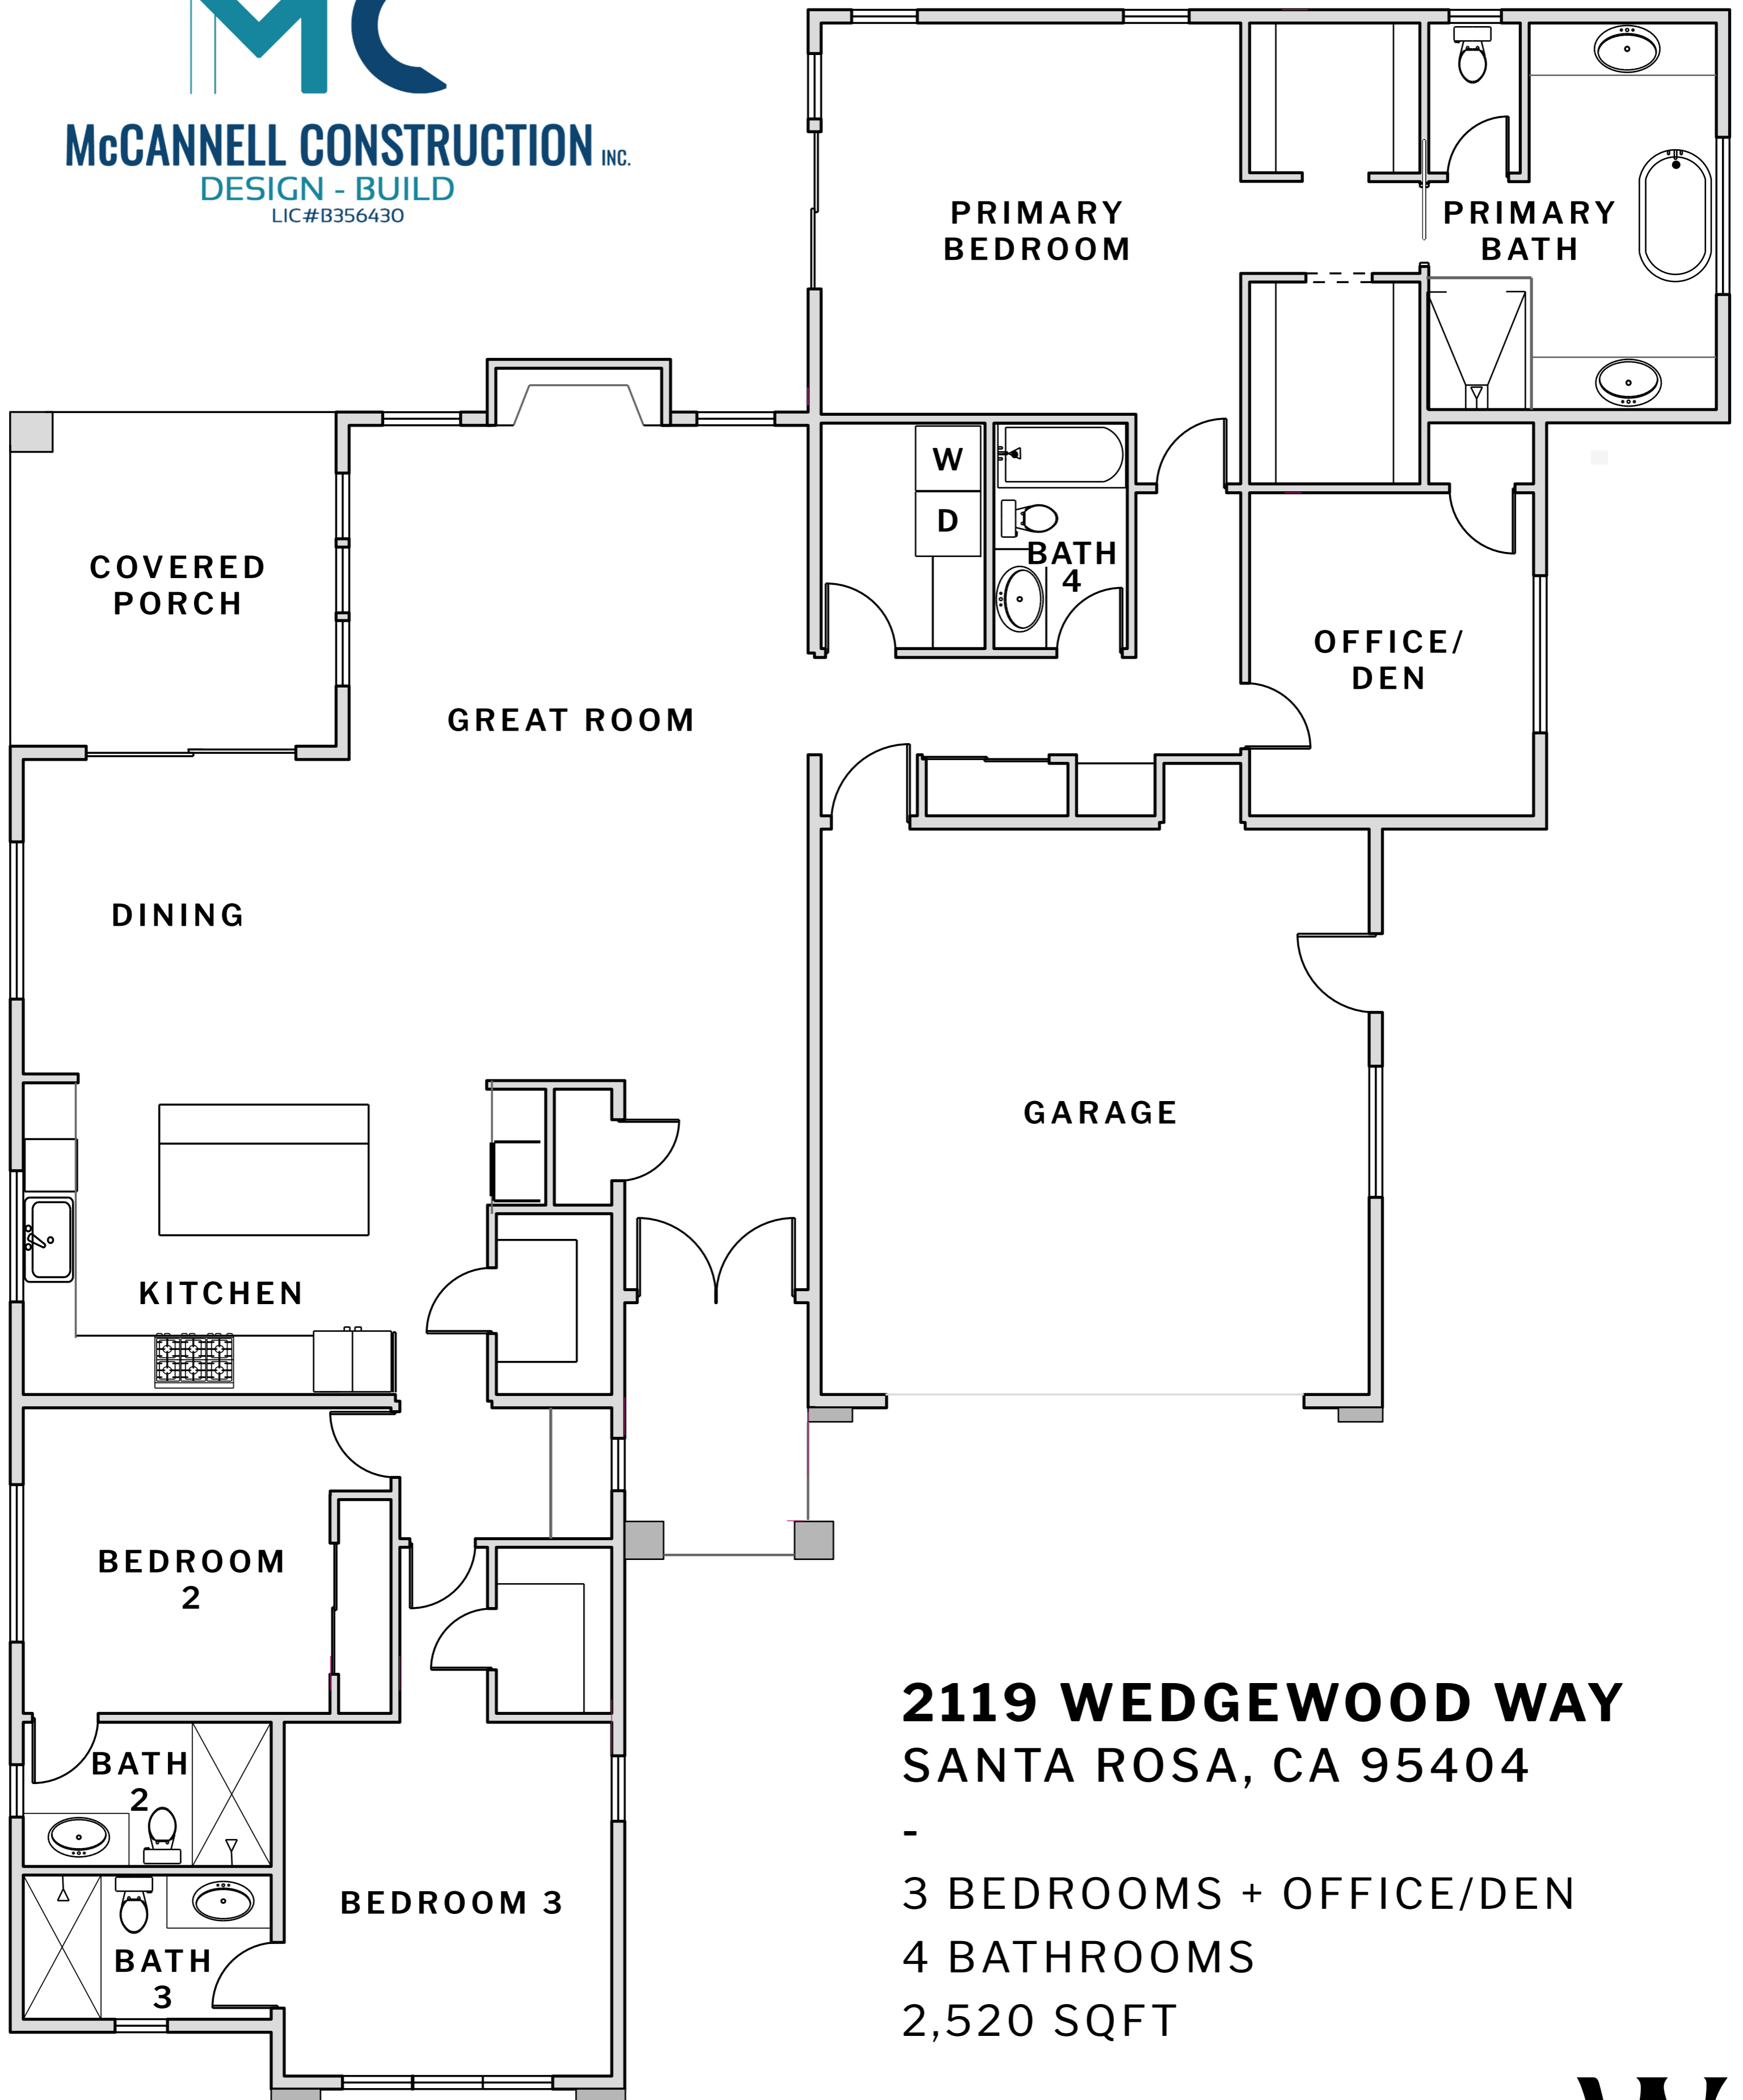 MC
McCANNELL CONSTRUCTION INC.
DESIGN - BUILD
LIC#B356430
PRIMARY
BEDROOM
PRIMARY
BATH
W
D
BATH
4
COVERED
PORCH
OFFICE/
DEN
GREAT ROOM
DINING
GARAGE
KITCHEN
BEDROOM
2
BATH
2
BEDROOM 3
BATH
3
2119 WEDGEWOOD WAY
SANTA ROSA, CA 95404
-
3 BEDROOMS + OFFICE/DEN
4 BATHROOMS
2,520 SQFT